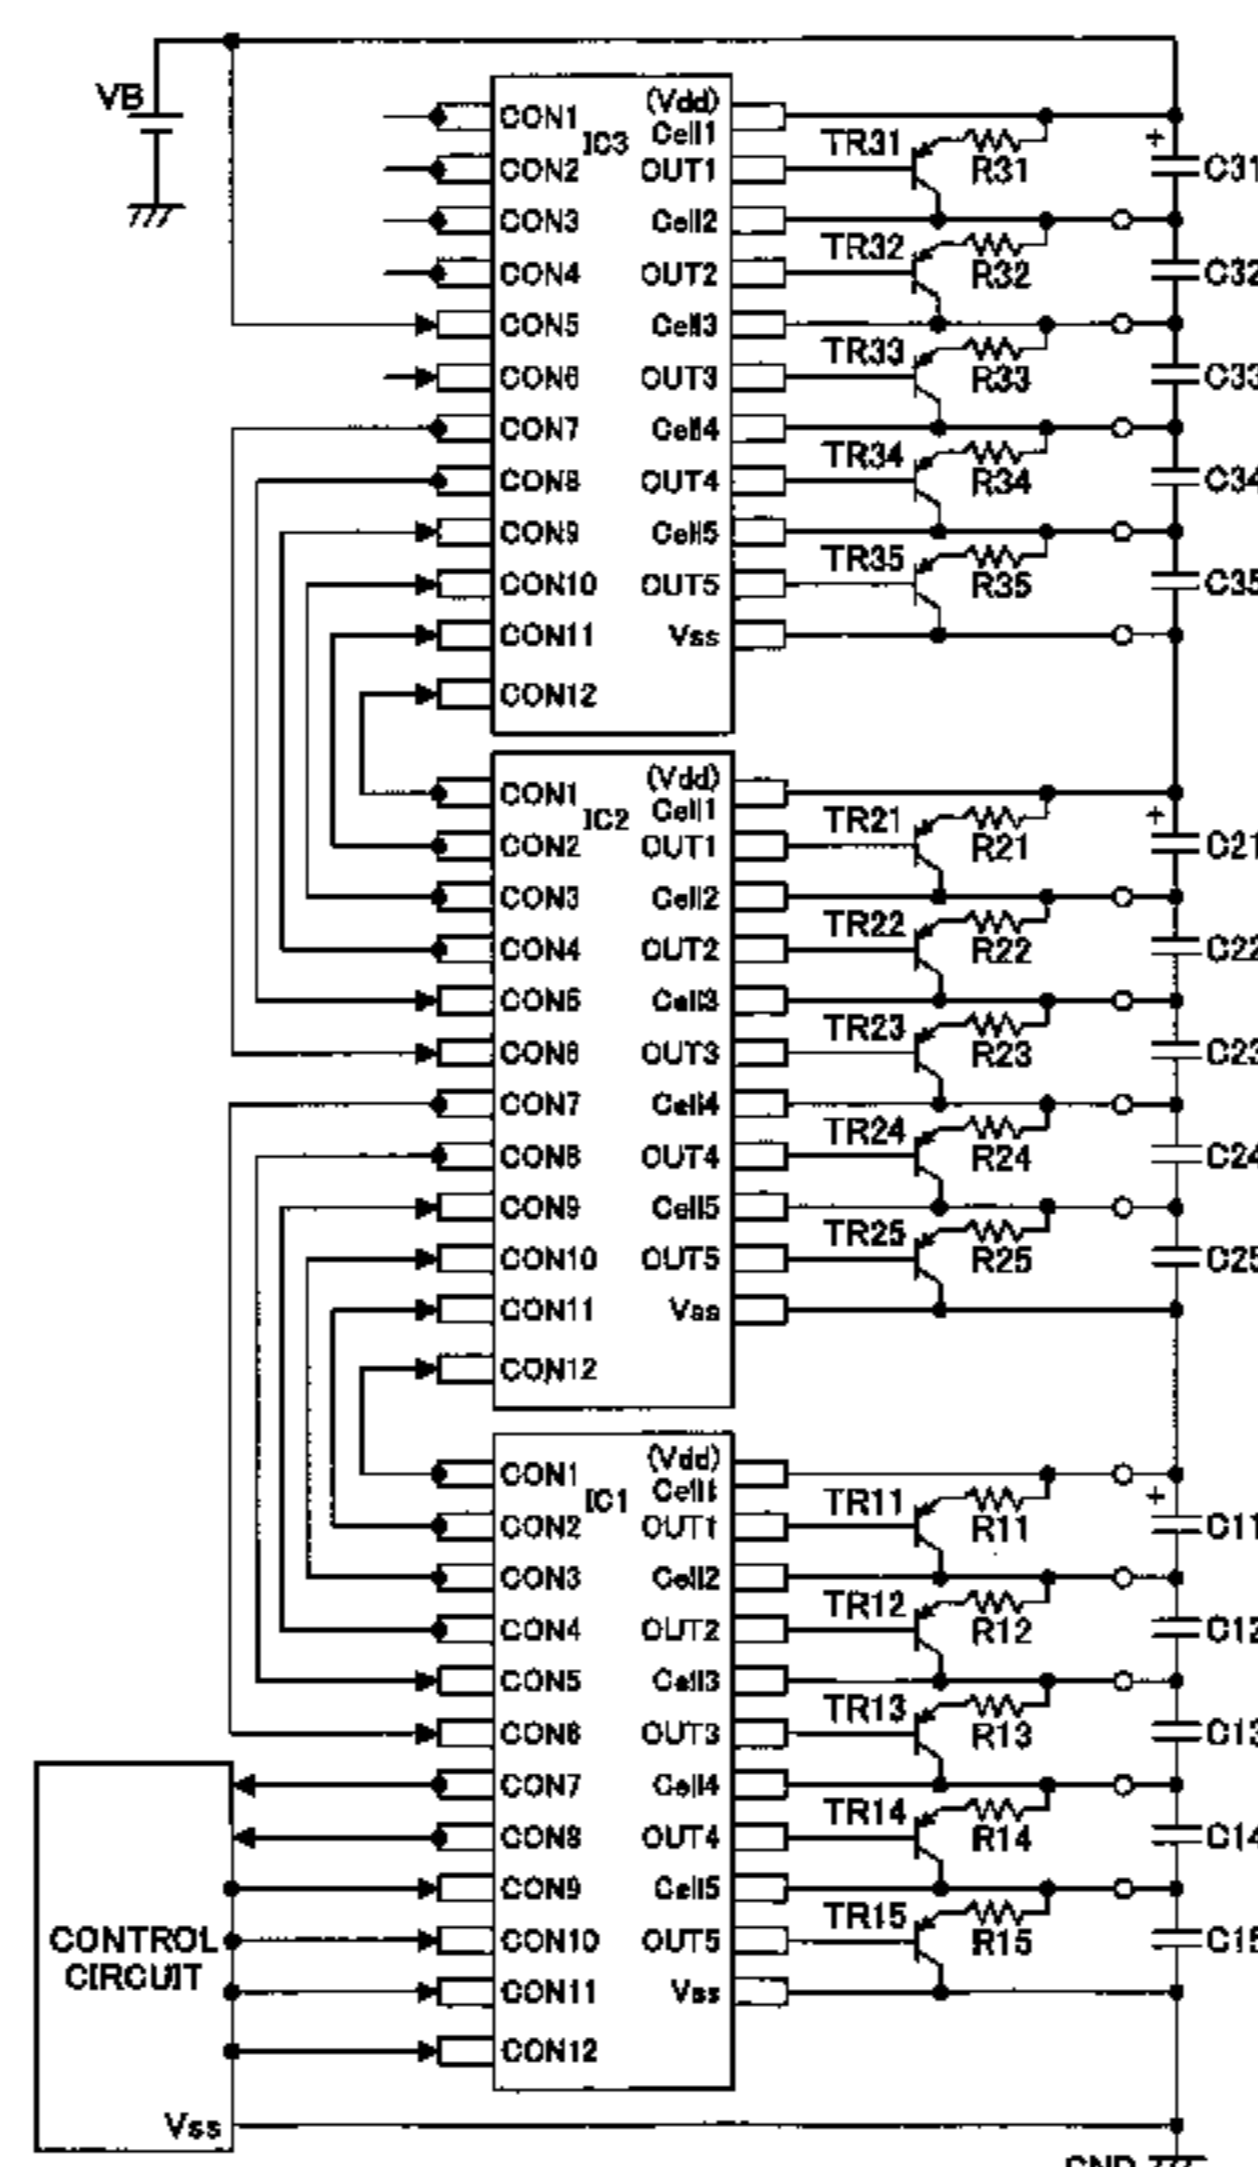 VB
CON1 (Vdd)
IC3 Cell1
CON2 OUT1
CON3 Cell2
CON4 OUT2
CON5 Cell3
CON6 OUT3
CON7 Cell4
CON8 OUT4
CON9 Cell5
CON10 OUT5
CON11 Vss
CON12
TR31 R31 C31
TR32 R32 C32
TR33 R33 C33
TR34 R34 C34
TR35 R35 C35
CON1 (Vdd)
IC2 Cell1
CON2 OUT1
CON3 Cell2
CON4 OUT2
CON5 Cell3
CON6 OUT3
CON7 Cell4
CON8 OUT4
CON9 Cell5
CON10 OUT5
CON11 Vss
CON12
TR21 R21 + C21
TR22 R22 C22
TR23 R23 C23
TR24 R24 C24
TR25 R25 C25
CON1 (Vdd)
IC1 Cell1
CON2 OUT1
CON3 Cell2
CON4 OUT2
CON5 Cell3
CON6 OUT3
CON7 Cell4
CON8 OUT4
CON9 Cell5
CON10 OUT5
CON11 Vss
CON12
TR11 R11 + C11
TR12 R12 C12
TR13 R13 C13
TR14 R14 C14
TR15 R15 C15
CONTROL
CIRCUIT
Vss
GND